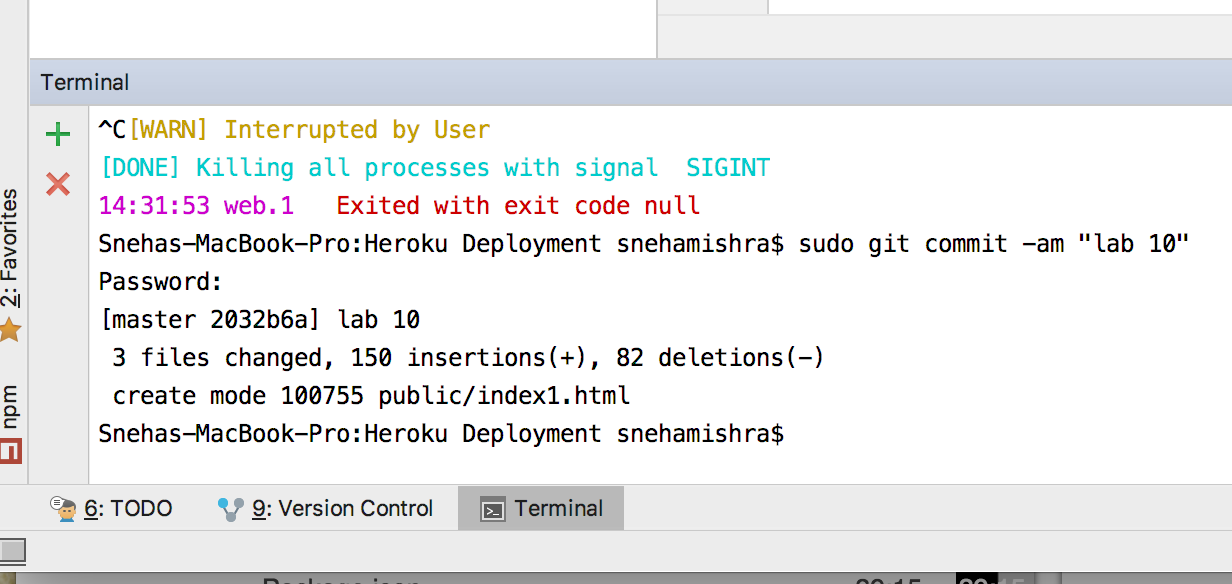 Terminal
^C[WARN] Interrupted by User
[DONE] Killing all processes with signal  SIGINT
14:31:53 web.1   Exited with exit code null
Snehas-MacBook-Pro:Heroku Deployment snehamishra$ sudo git commit -am "lab 10"
Password:
[master 2032b6a] lab 10
 3 files changed, 150 insertions(+), 82 deletions(-)
 create mode 100755 public/index1.html
Snehas-MacBook-Pro:Heroku Deployment snehamishra$
2: Favorites
npm
6: TODO
9: Version Control
Terminal